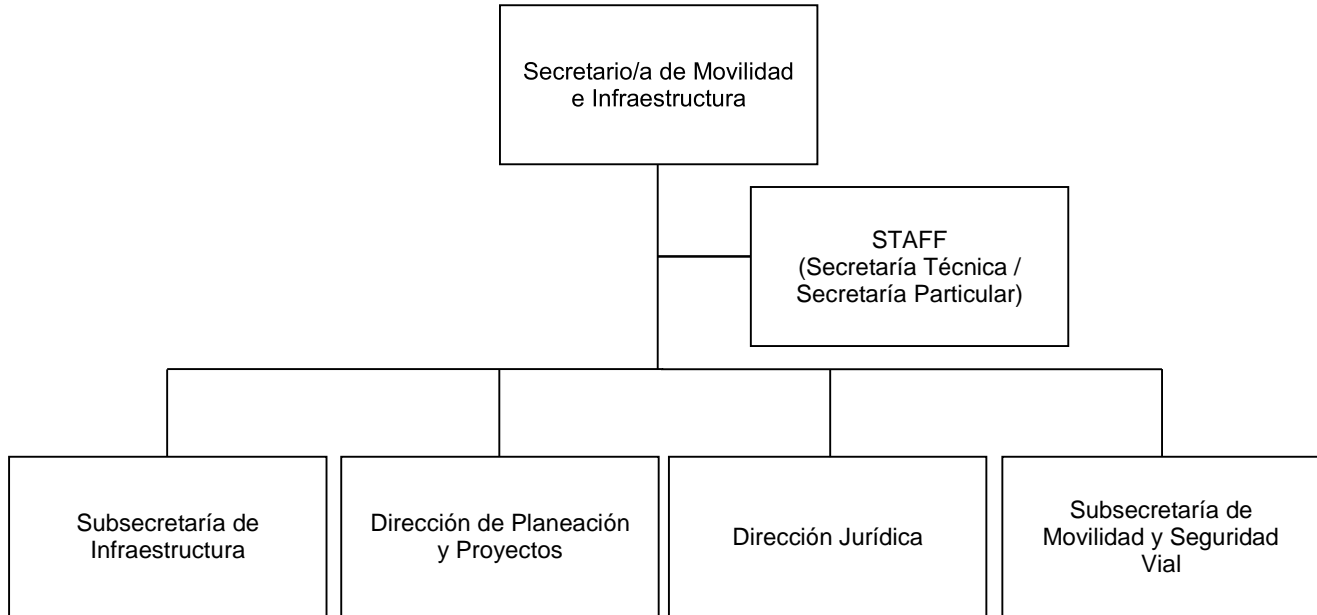 Secretario/a de Movilidad
e Infraestructura
STAFF
(Secretaría Técnica /
Secretaría Particular)
Subsecretaría de
Infraestructura
Dirección de Planeación
y Proyectos
Dirección Jurídica
Subsecretaría de
Movilidad y Seguridad
Vial